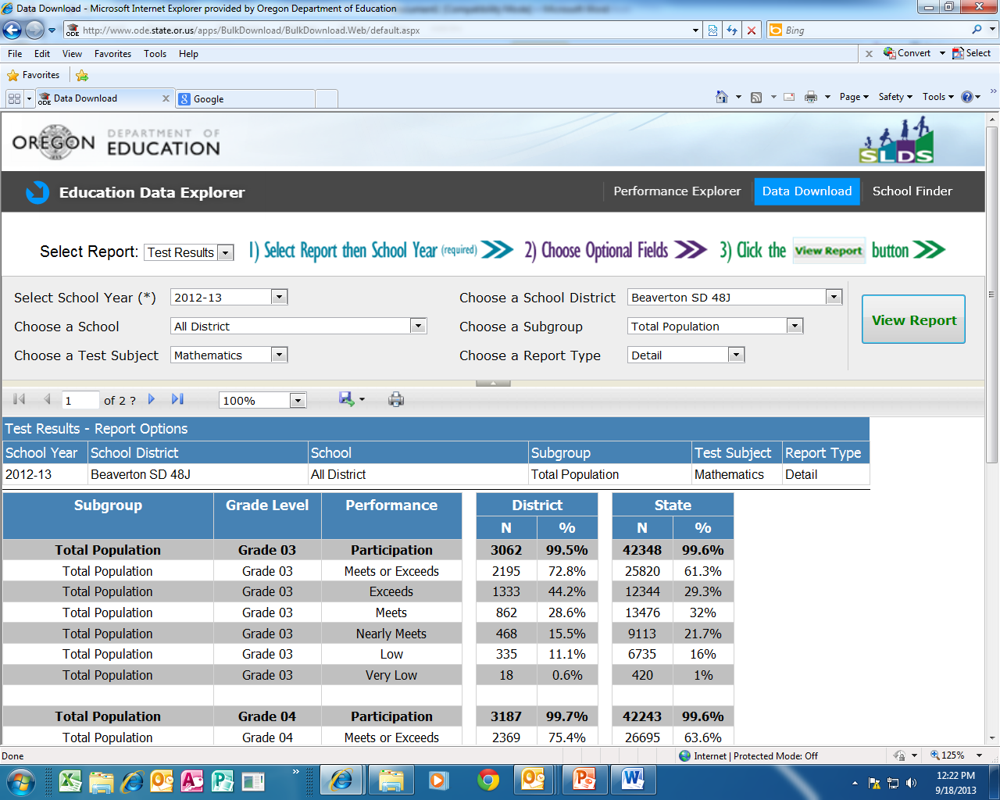 Data Download - Microsoft Internet Explorer provided by Oregon Department of Education
ODE http://www.ode.state.or.us/apps/BulkDownload/BulkDownload.Web/default.aspx Bing
File Edit View Favorites Tools Help x Convert Select
Favorites
ODE Data Download x Google Page Safety Tools
OREGON DEPARTMENT OF EDUCATION SLDS
Education Data Explorer Performance Explorer Data Download School Finder
Select Report: Test Results 1) Select Report then School Year (required) 2) Choose Optional Fields 3) Click the View Report button
Select School Year (*) 2012-13 Choose a School District Beaverton SD 48J
Choose a School All District Choose a Subgroup Total Population
View Report
Choose a Test Subject Mathematics Choose a Report Type Detail
1 of 2 ? 100%
Test Results - Report Options
School Year School District School Subgroup Test Subject Report Type
2012-13 Beaverton SD 48J All District Total Population Mathematics Detail
Subgroup Grade Level Performance District State
N % N %
Total Population Grade 03 Participation 3062 99.5% 42348 99.6%
Total Population Grade 03 Meets or Exceeds 2195 72.8% 25820 61.3%
Total Population Grade 03 Exceeds 1333 44.2% 12344 29.3%
Total Population Grade 03 Meets 862 28.6% 13476 32%
Total Population Grade 03 Nearly Meets 468 15.5% 9113 21.7%
Total Population Grade 03 Low 335 11.1% 6735 16%
Total Population Grade 03 Very Low 18 0.6% 420 1%
Total Population Grade 04 Participation 3187 99.7% 42243 99.6%
Total Population Grade 04 Meets or Exceeds 2369 75.4% 26695 63.6%
Done Internet | Protected Mode: Off 125%
12:22 PM
9/18/2013